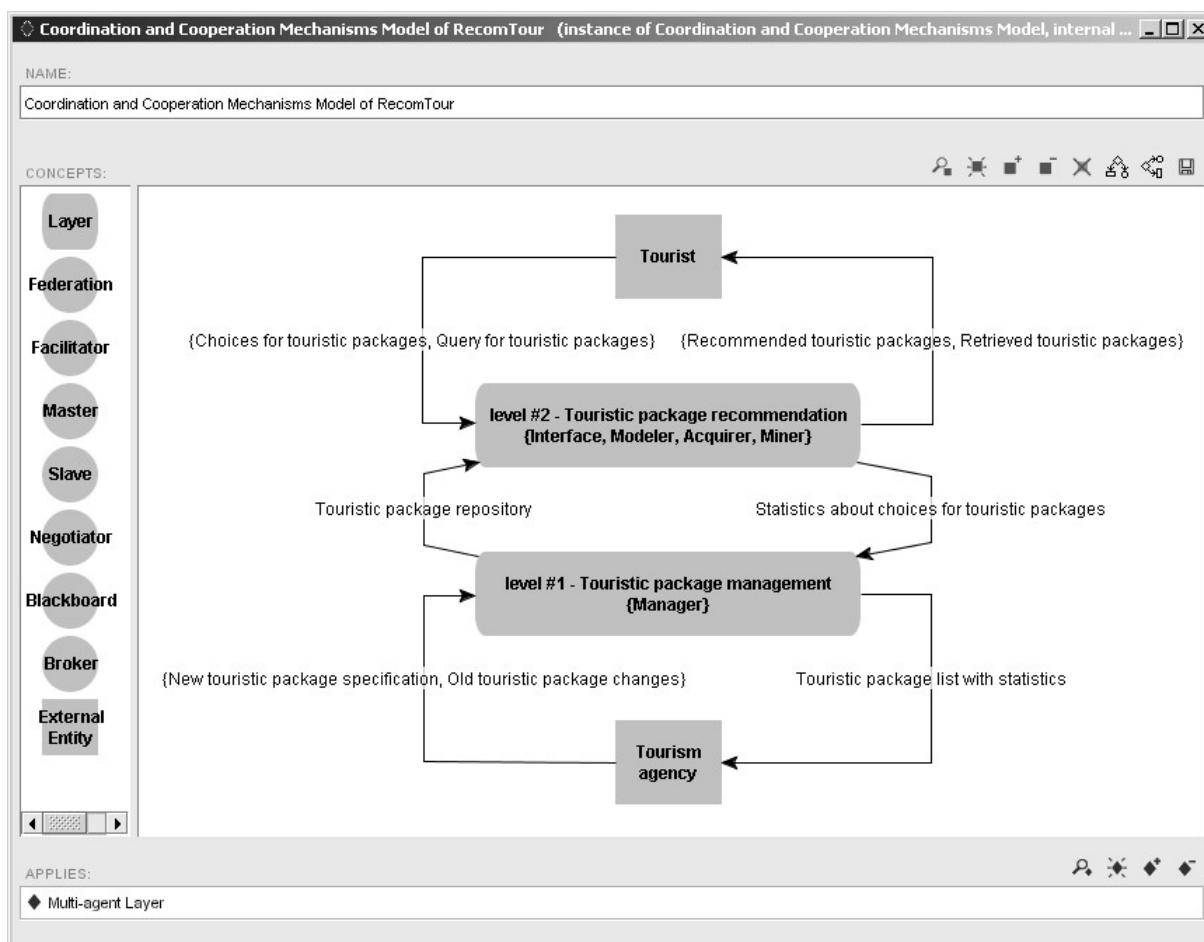 Coordination and Cooperation Mechanisms Model of RecomTour (instance of Coordination and Cooperation Mechanisms Model, internal ...
NAME:
Coordination and Cooperation Mechanisms Model of RecomTour
CONCEPTS:
Layer
Federation
Facilitator
Master
Slave
Negotiator
Blackboard
Broker
External
Entity
Tourist
{Choices for touristic packages, Query for touristic packages}
{Recommended touristic packages, Retrieved touristic packages}
level #2 - Touristic package recommendation
{Interface, Modeler, Acquirer, Miner}
Touristic package repository
Statistics about choices for touristic packages
level #1 - Touristic package management
{Manager}
{New touristic package specification, Old touristic package changes}
Touristic package list with statistics
Tourism
agency
APPLIES:
Multi-agent Layer